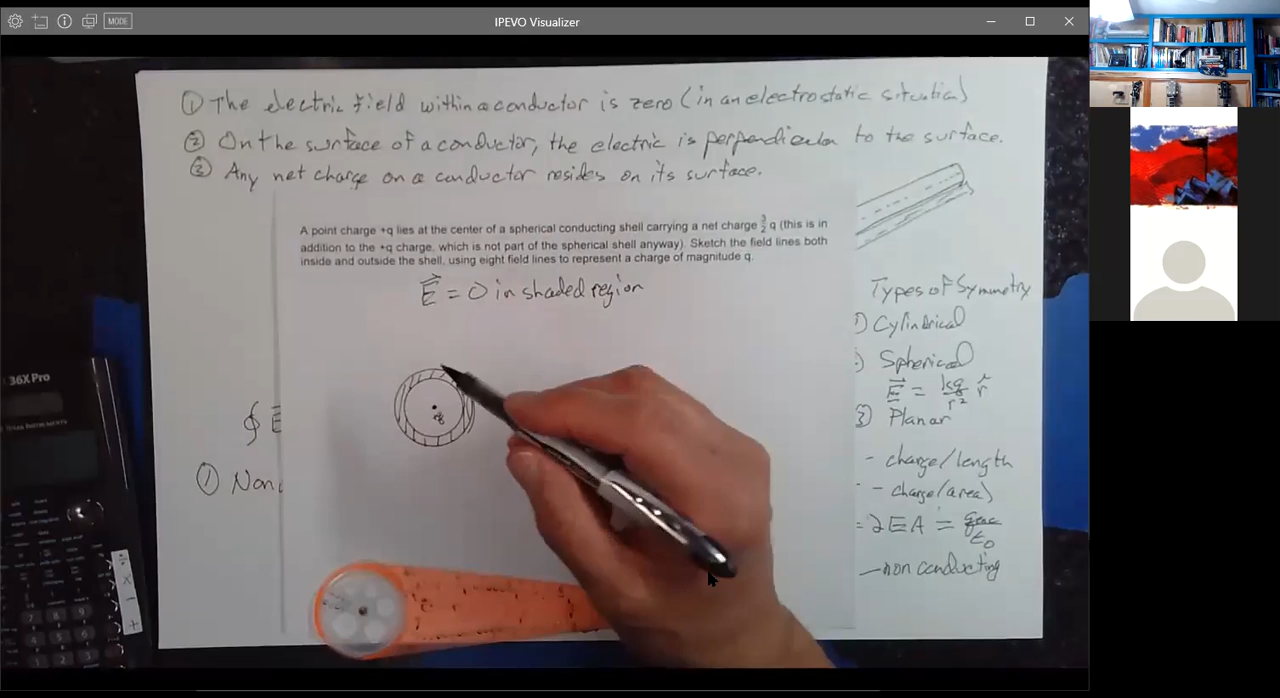 IPEVO Visualizer
MODE
① The electric field within a conductor is zero (in an electrostatic situation)
② On the surface of a conductor, the electric is perpendicular to the surface.
③ Any net charge on a conductor resides on its surface.
A point charge +q lies at the center of a spherical conducting shell carrying a net charge 3/2 q (this is in
addition to the +q charge, which is not part of the spherical shell anyway). Sketch the field lines both
inside and outside the shell, using eight field lines to represent a charge of magnitude q.
E⃗ = 0 in shaded region
q
∮ E
① Non
Types of Symmetry
) Cylindrical
) Spherical
E⃗ = kq/r² r̂
③ Planar
- charge/length
- charge/area)
= 2EA = qenc/ε₀
— non conducting
36X Pro
TEXAS INSTRUMENTS